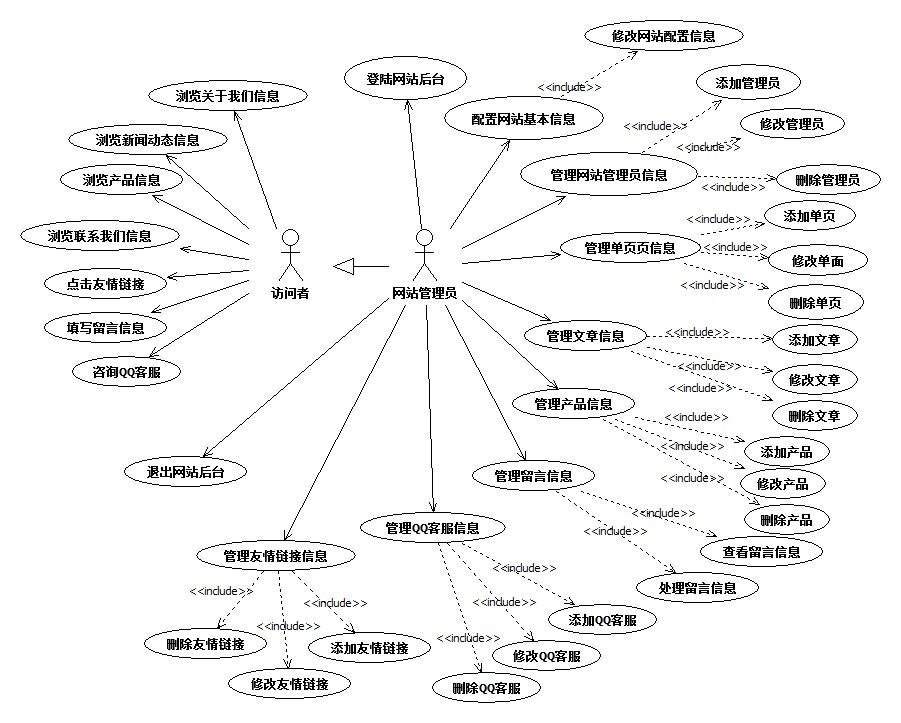 修改网站配置信息
登陆网站后台
<<include>>
添加管理员
浏览关于我们信息
配置网站基本信息
<<include>>
修改管理员
浏览新闻动态信息
<<include>>
管理网站管理员信息
浏览产品信息
<<include>>
删除管理员
<<include>>
添加单页
浏览联系我们信息
管理单页页信息
<<include>>
修改单面
点击友情链接
访问者
网站管理员
<<include>>
删除单页
填写留言信息
管理文章信息
<<include>>
添加文章
咨询QQ客服
<<include>>
修改文章
<<include>>
管理产品信息
删除文章
<<include>>
<<include>>
添加产品
退出网站后台
管理留言信息
<<include>>
修改产品
<<include>>
删除产品
管理QQ客服信息
<<include>>
查看留言信息
管理友情链接信息
<<include>>
<<include>>
处理留言信息
<<include>>
<<include>>
<<include>>
添加QQ客服
<<include>>
<<include>>
删除友情链接
添加友情链接
修改QQ客服
修改友情链接
删除QQ客服